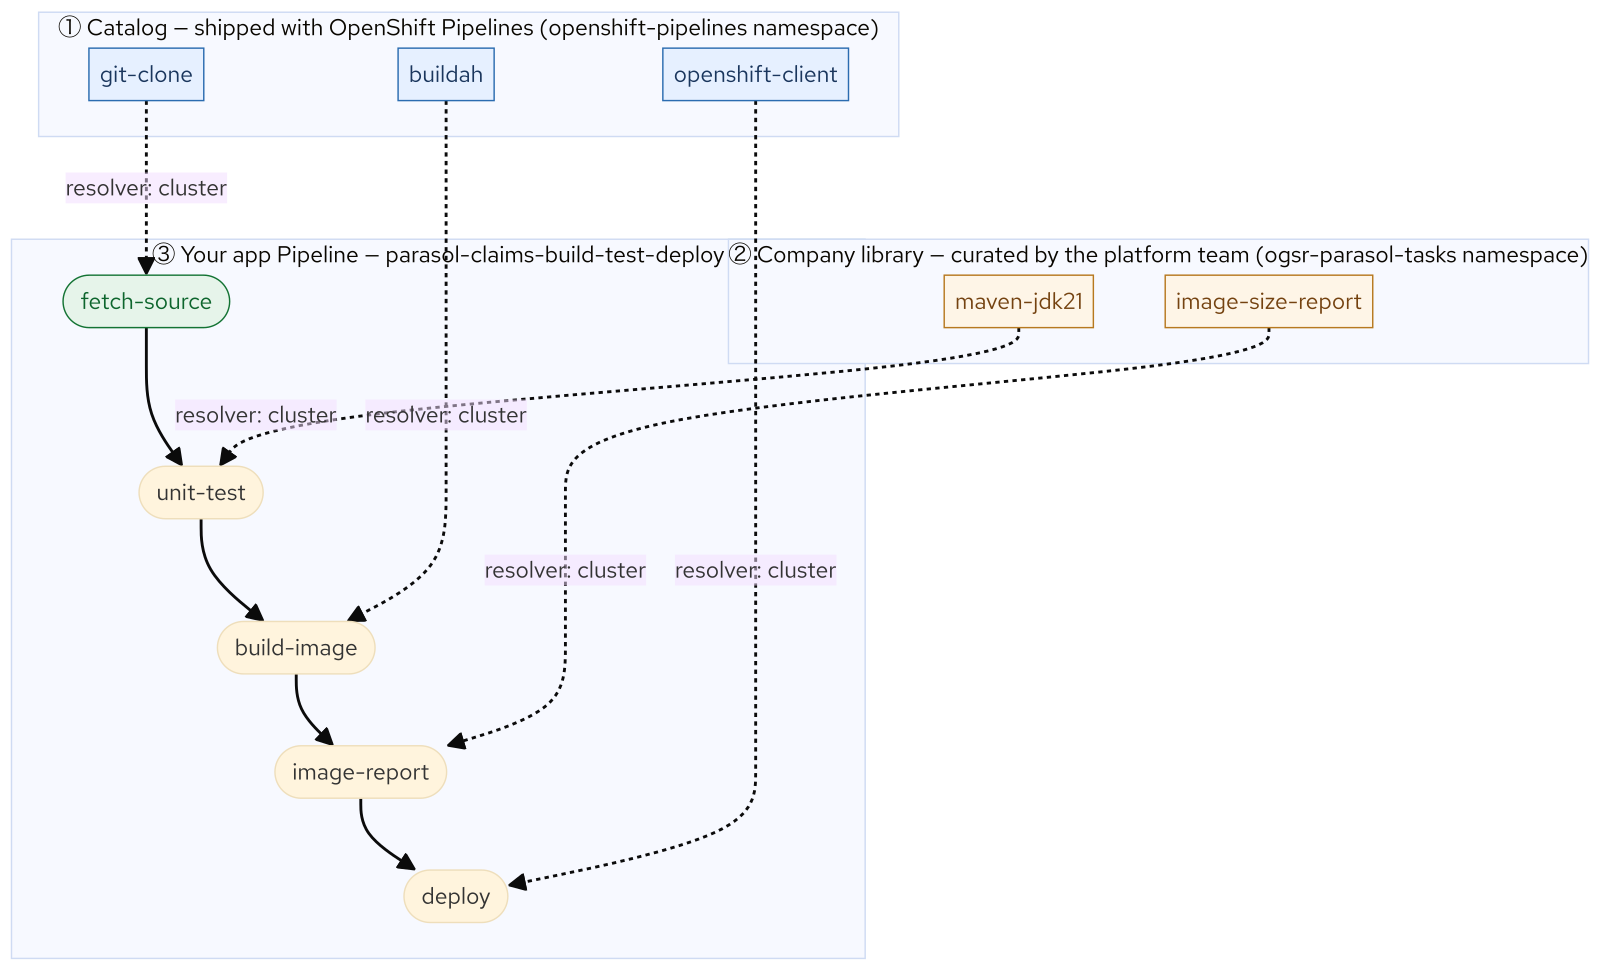 ① Catalog – shipped with OpenShift Pipelines (openshift-pipelines namespace)
git-clone
buildah
openshift-client
resolver: cluster
③ Your app Pipeline – parasol-claims-build-test-deploy
② Company library – curated by the platform team (ogsr-parasol-tasks namespace)
fetch-source
maven-jdk21
image-size-report
resolver: cluster
resolver: cluster
unit-test
resolver: cluster
resolver: cluster
build-image
image-report
deploy